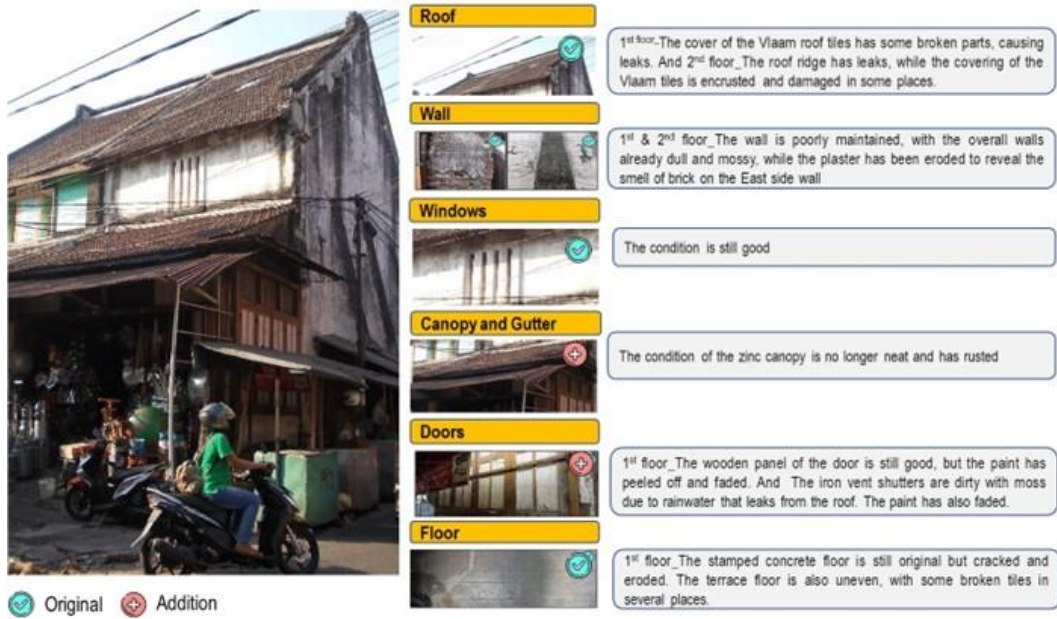 Roof
1st floor-The cover of the Vlaam roof tiles has some broken parts, causing
leaks. And 2nd floor_The roof ridge has leaks, while the covering of the
Vlaam tiles is encrusted and damaged in some places.
Wall
1st & 2nd floor_The wall is poorly maintained, with the overall walls
already dull and mossy, while the plaster has been eroded to reveal the
smell of brick on the East side wall
Windows
The condition is still good
Canopy and Gutter
The condition of the zinc canopy is no longer neat and has rusted
Doors
1st floor_The wooden panel of the door is still good, but the paint has
peeled off and faded. And The iron vent shutters are dirty with moss
due to rainwater that leaks from the roof. The paint has also faded.
Floor
1st floor_The stamped concrete floor is still original but cracked and
eroded. The terrace floor is also uneven, with some broken tiles in
several places.
Original
Addition